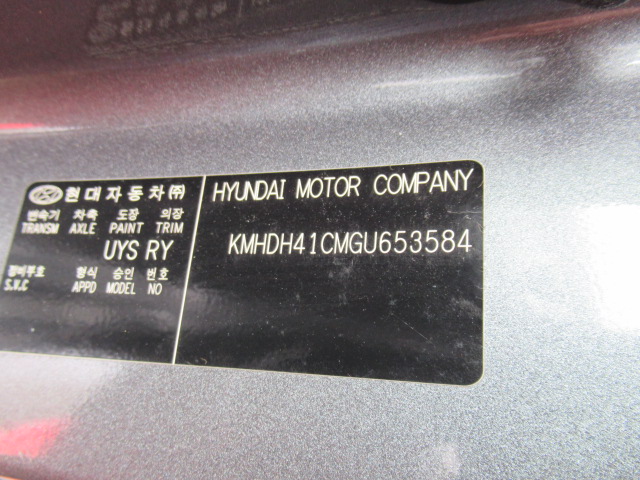 현대자동차㈜
변속기 차축 도장 의장
TRANSM AXLE PAINT TRIM
UYS RY
정비부호 형식 승인 번호
S.V.C APPD MODEL NO
HYUNDAI MOTOR COMPANY
KMHDH41CMGU653584